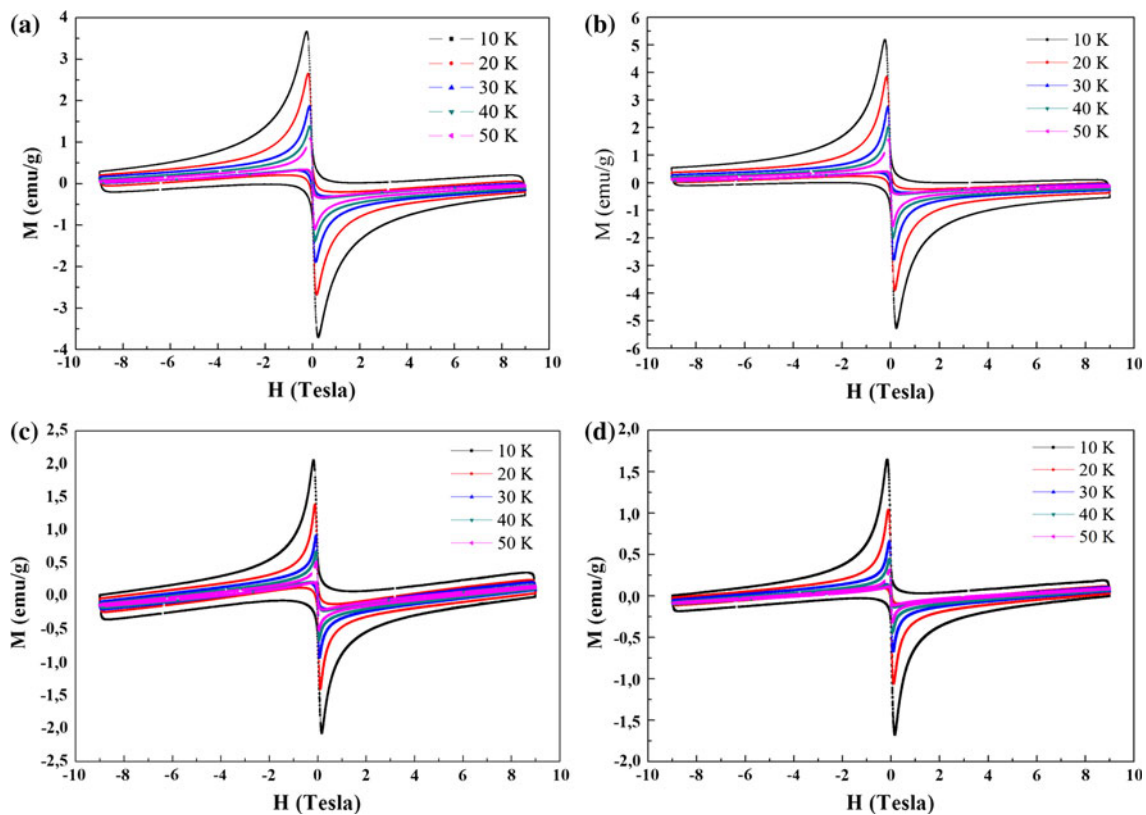 (a)
4
3
2
1
0
-1
-2
-3
-4
M (emu/g)
10 K
20 K
30 K
40 K
50 K
-10 -8 -6 -4 -2 0 2 4 6 8 10
H (Tesla)
(b)
6
5
4
3
2
1
0
-1
-2
-3
-4
-5
-6
M (emu/g)
10 K
20 K
30 K
40 K
50 K
-10 -8 -6 -4 -2 0 2 4 6 8 10
H (Tesla)
(c)
2,5
2,0
1,5
1,0
0,5
0,0
-0,5
-1,0
-1,5
-2,0
-2,5
M (emu/g)
10 K
20 K
30 K
40 K
50 K
-10 -8 -6 -4 -2 0 2 4 6 8 10
H (Tesla)
(d)
2,0
1,5
1,0
0,5
0,0
-0,5
-1,0
-1,5
-2,0
M (emu/g)
10 K
20 K
30 K
40 K
50 K
-10 -8 -6 -4 -2 0 2 4 6 8 10
H (Tesla)